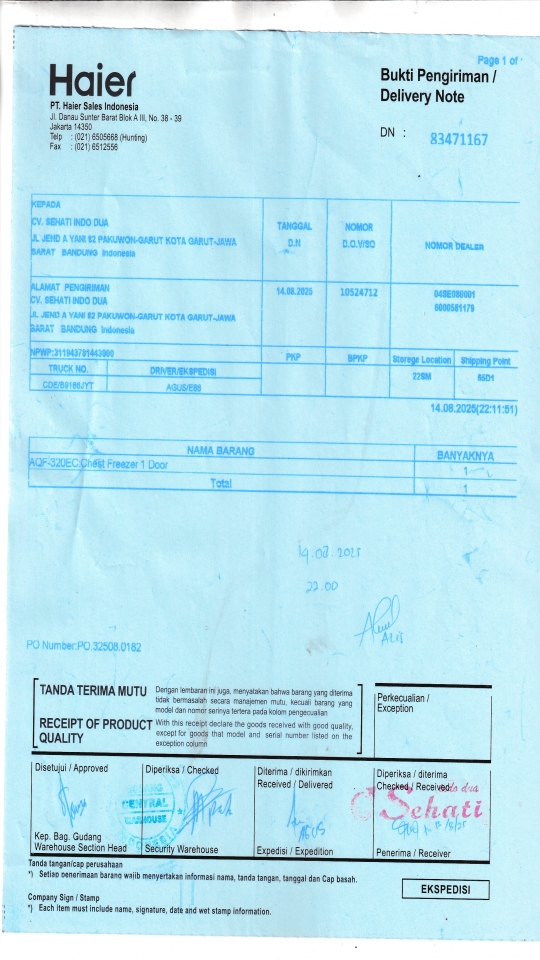 Page 1 of
Haier
Bukti Pengiriman /
Delivery Note
PT. Haier Sales Indonesia
Jl. Danau Sunter Barat Blok A III, No. 38 - 39
Jakarta 14350
Telp : (021) 6505668 (Hunting)
Fax : (021) 6512556
DN : 83471167
KEPADA
CV. SEHATI INDO DUA
JL JEND A YANI 82 PAKUWON-GARUT KOTA GARUT-JAWA
BARAT BANDUNG Indonesia
TANGGAL
D.N
NOMOR
D.O.V/SO
NOMOR DEALER
ALAMAT PENGIRIMAN
CV. SEHATI INDO DUA
JL JEND A YANI 82 PAKUWON-GARUT KOTA GARUT-JAWA
BARAT BANDUNG Indonesia
14.08.2025
10524712
PKP
BPKP
Storege Location
Shipping Point
TRUCK NO.
DRIVER/EKSPEDISI
AGUS/E86
14.08.2025(22:11:51)
NAMA BARANG
BANYAKNYA
AQF-320EC:Chest Freezer 1 Door
1
Total
1
22.00
PO Number:PO.32508.0182
TANDA TERIMA MUTU
Dengan lembaran ini juga, menyatakan bahwa barang yang diterima
tidak bermasalah secara manajemen mutu, kecuali barang yang
model dan nomor serinya tertera pada kolom pengecualian
RECEIPT OF PRODUCT
QUALITY
With this receipt declare the goods received with good quality,
except for goods that model and serial number listed on the
exception column
Perkecualian /
Exception
Disetujui / Approved
Diperiksa / Checked
Diterima / dikirimkan
Received / Delivered
Diperiksa / diterima
Checked / Received
CENTRAL
WAREHOUSE
Sehati
Kep. Bag. Gudang
Warehouse Section Head
Security Warehouse
Expedisi / Expedition
Penerima / Receiver
Tanda tangan/cap perusahaan
*) Setiap penerimaan barang wajib menyertakan informasi nama, tanda tangan, tanggal dan Cap basah.
EKSPEDISI
Company Sign / Stamp
*) Each item must include name, signature, date and wet stamp information.